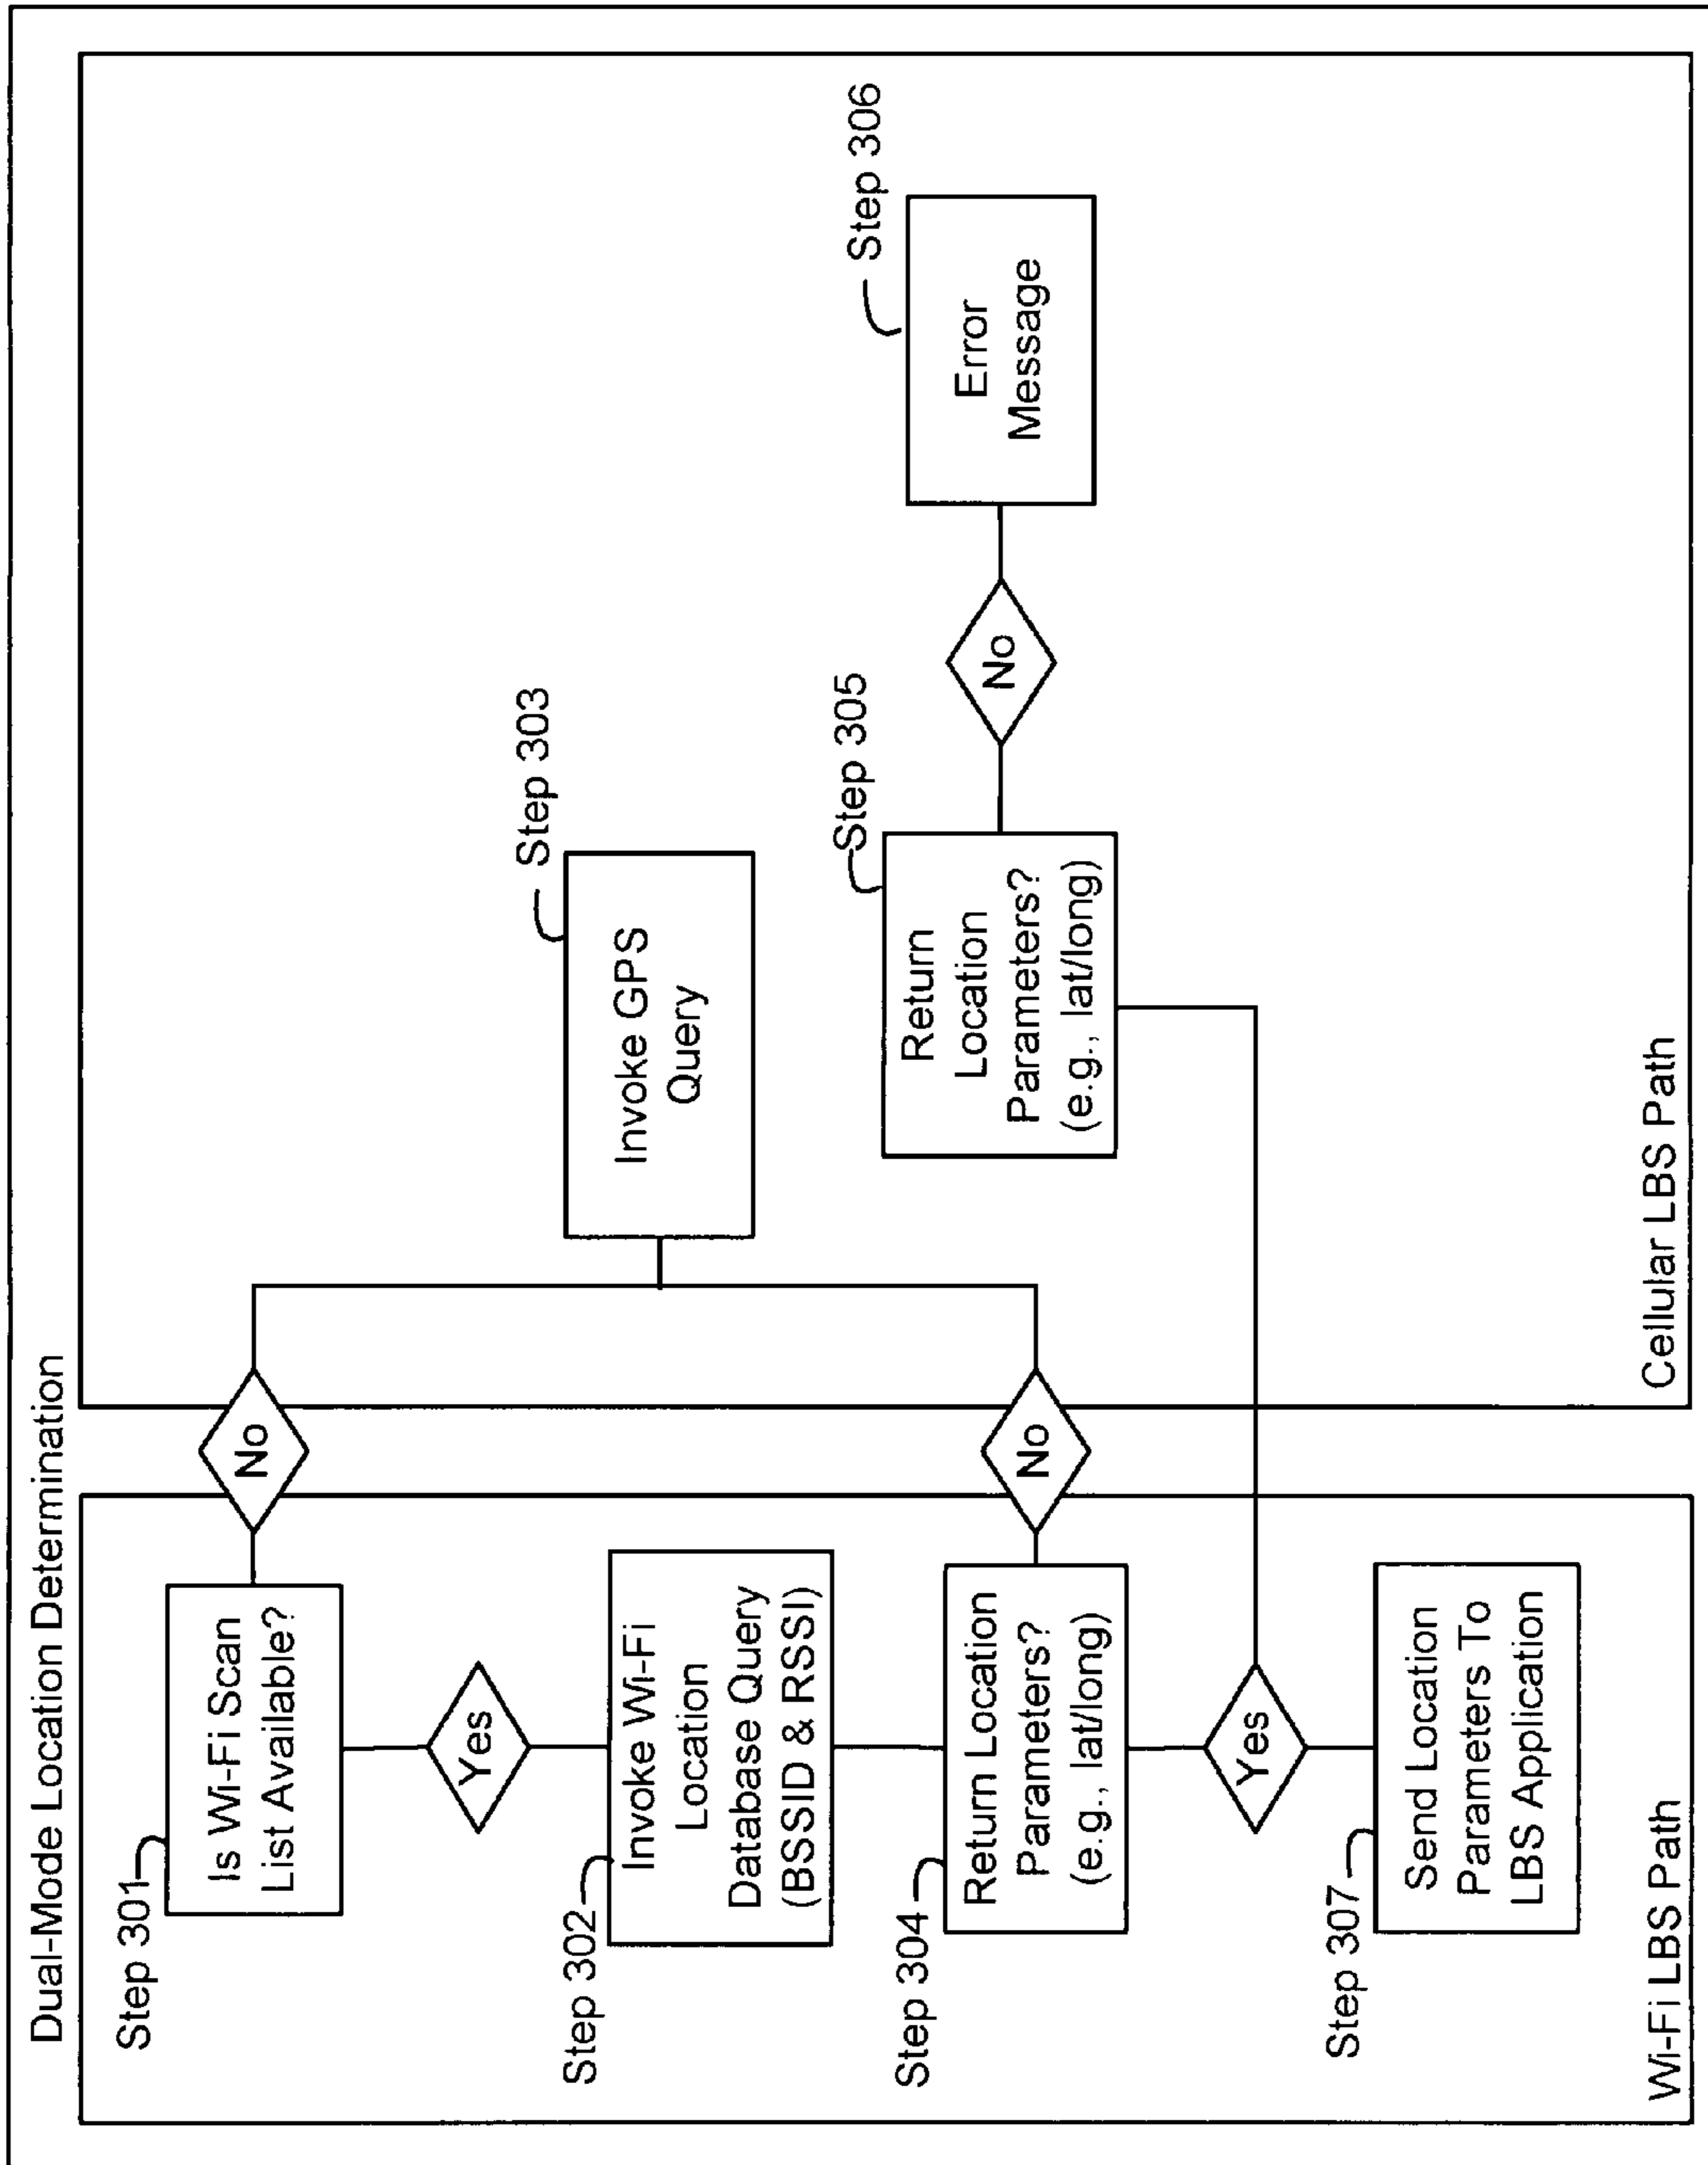 Dual-Mode Location Determination
Step 301
Is Wi-Fi Scan
List Available?
No
Yes
Step 302
Invoke Wi-Fi
Location
Database Query
(BSSID & RSSI)
Step 303
Invoke GPS
Query
Step 304
Return Location
Parameters?
(e.g., lat/long)
No
Step 305
Return
Location
Parameters?
(e.g., lat/long)
No
Step 306
Error
Message
Yes
Step 307
Send Location
Parameters To
LBS Application
Wi-Fi LBS Path
Cellular LBS Path